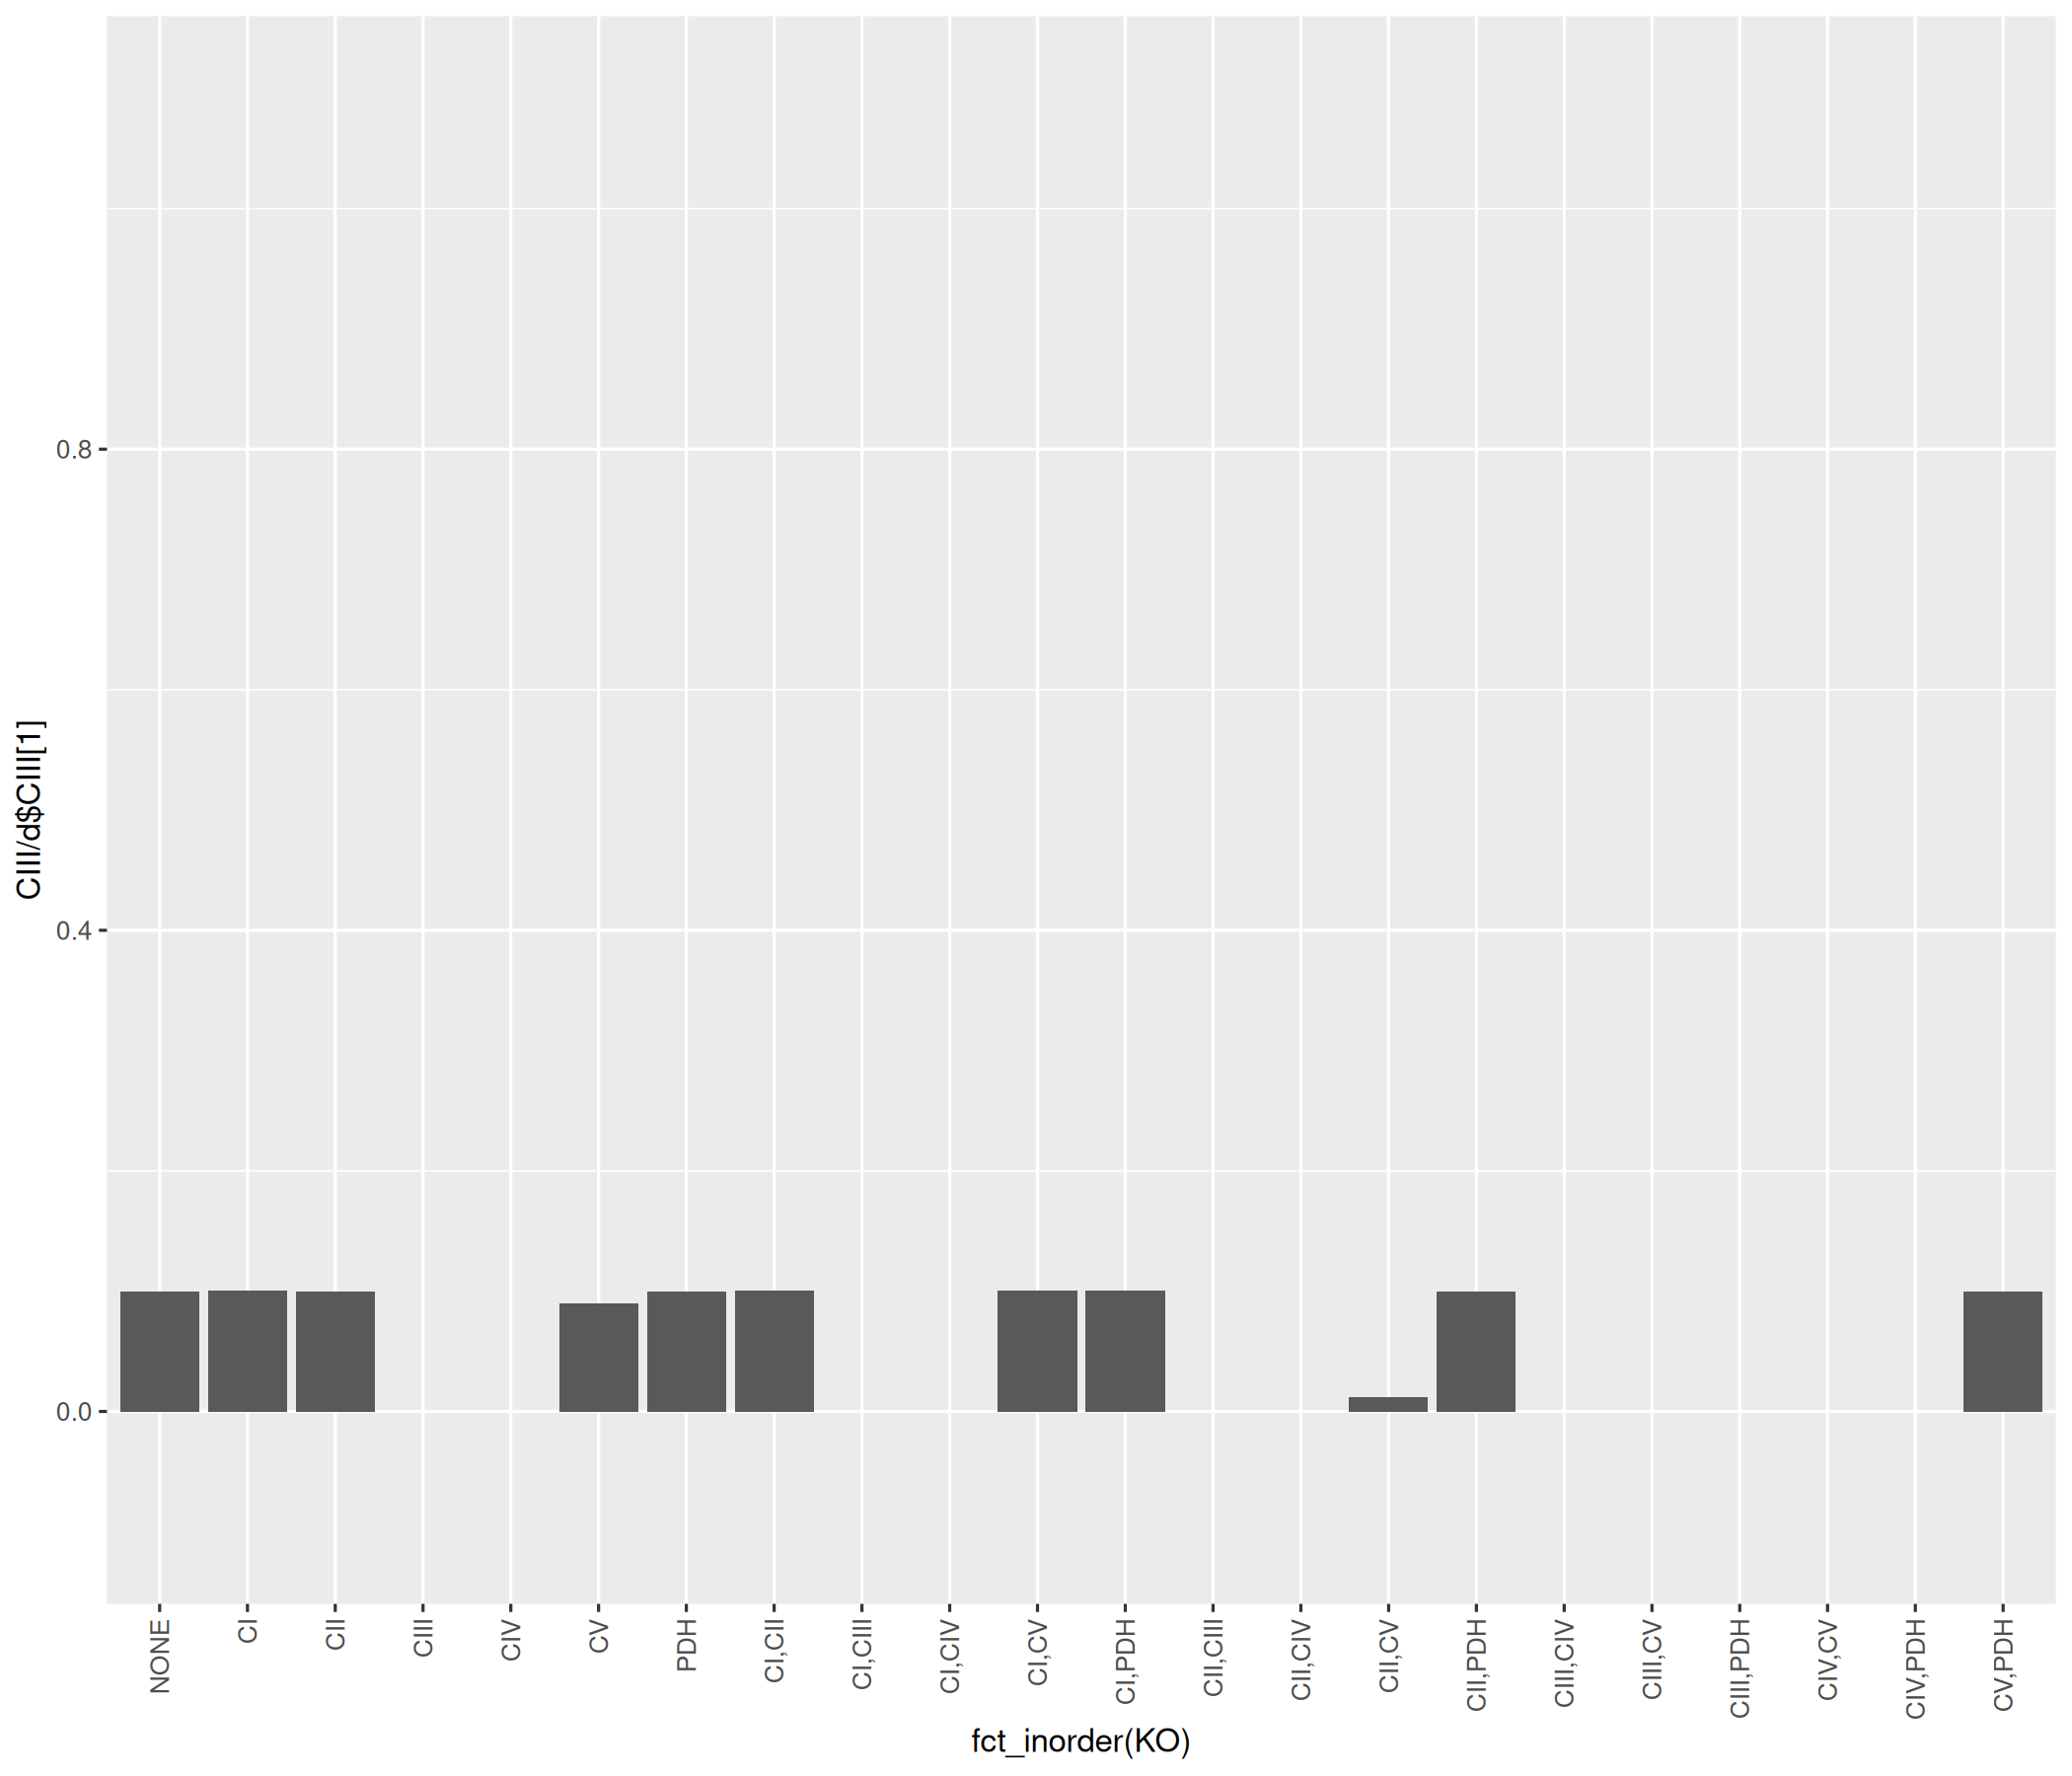 CIII/d$CIII[1]
0.8
0.4
0.0
NONE
CI
CII
CIII
CIV
CV
PDH
CI,CII
CI,CIII
CI,CIV
CI,CV
CI,PDH
CII,CIII
CII,CIV
CII,CV
CII,PDH
CIII,CIV
CIII,CV
CIII,PDH
CIV,CV
CIV,PDH
CV,PDH
fct_inorder(KO)